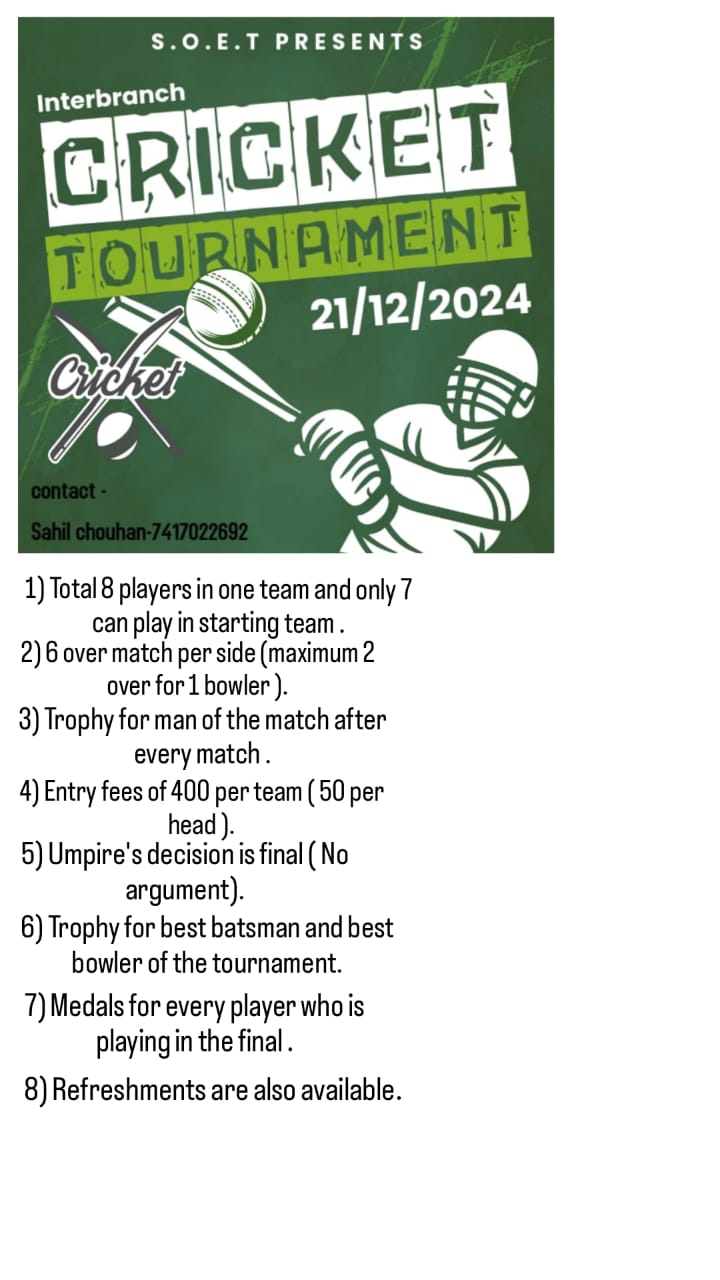 S.O.E.T PRESENTS
Interbranch
CRICKET
TOURNAMENT
21/12/2024
Cricket
contact -
Sahil chouhan-7417022692
1) Total 8 players in one team and only 7
can play in starting team .
2) 6 over match per side (maximum 2
over for 1 bowler ).
3) Trophy for man of the match after
every match .
4) Entry fees of 400 per team ( 50 per
head ).
5) Umpire's decision is final ( No
argument).
6) Trophy for best batsman and best
bowler of the tournament.
7) Medals for every player who is
playing in the final .
8) Refreshments are also available.